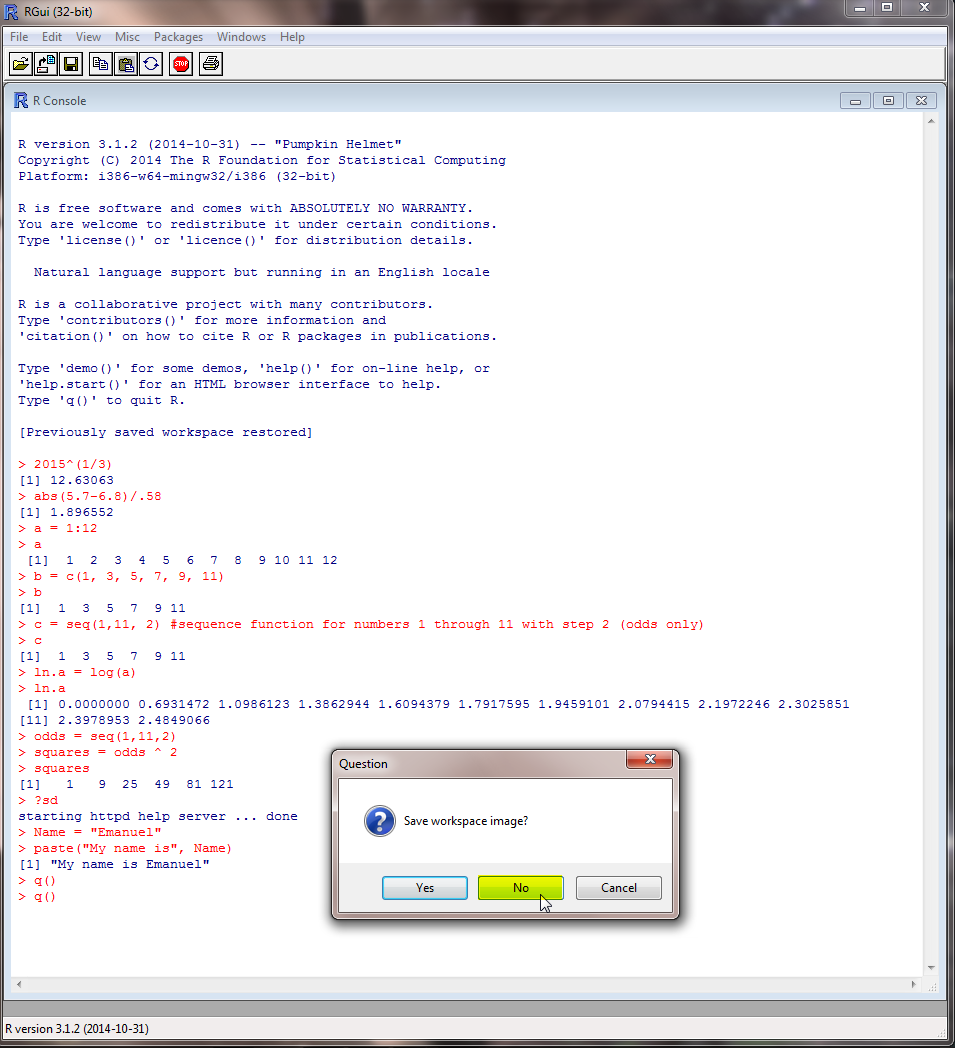 RGui (32-bit)
File Edit View Misc Packages Windows Help
STOP
R Console
R version 3.1.2 (2014-10-31) -- "Pumpkin Helmet"
Copyright (C) 2014 The R Foundation for Statistical Computing
Platform: i386-w64-mingw32/i386 (32-bit)
R is free software and comes with ABSOLUTELY NO WARRANTY.
You are welcome to redistribute it under certain conditions.
Type 'license()' or 'licence()' for distribution details.
Natural language support but running in an English locale
R is a collaborative project with many contributors.
Type 'contributors()' for more information and
'citation()' on how to cite R or R packages in publications.
Type 'demo()' for some demos, 'help()' for on-line help, or
'help.start()' for an HTML browser interface to help.
Type 'q()' to quit R.
[Previously saved workspace restored]
> 2015^(1/3)
[1] 12.63063
> abs(5.7-6.8)/.58
[1] 1.896552
> a = 1:12
> a
[1]  1  2  3  4  5  6  7  8  9 10 11 12
> b = c(1, 3, 5, 7, 9, 11)
> b
[1]  1  3  5  7  9 11
> c = seq(1,11, 2) #sequence function for numbers 1 through 11 with step 2 (odds only)
> c
[1]  1  3  5  7  9 11
> ln.a = log(a)
> ln.a
[1] 0.0000000 0.6931472 1.0986123 1.3862944 1.6094379 1.7917595 1.9459101 2.0794415 2.1972246 2.3025851
[11] 2.3978953 2.4849066
> odds = seq(1,11,2)
> squares = odds ^ 2
> squares
[1]   1   9  25  49  81 121
> ?sd
starting httpd help server ... done
> Name = "Emanuel"
> paste("My name is", Name)
[1] "My name is Emanuel"
> q()
> q()
Question
Save workspace image?
Yes No Cancel
R version 3.1.2 (2014-10-31)